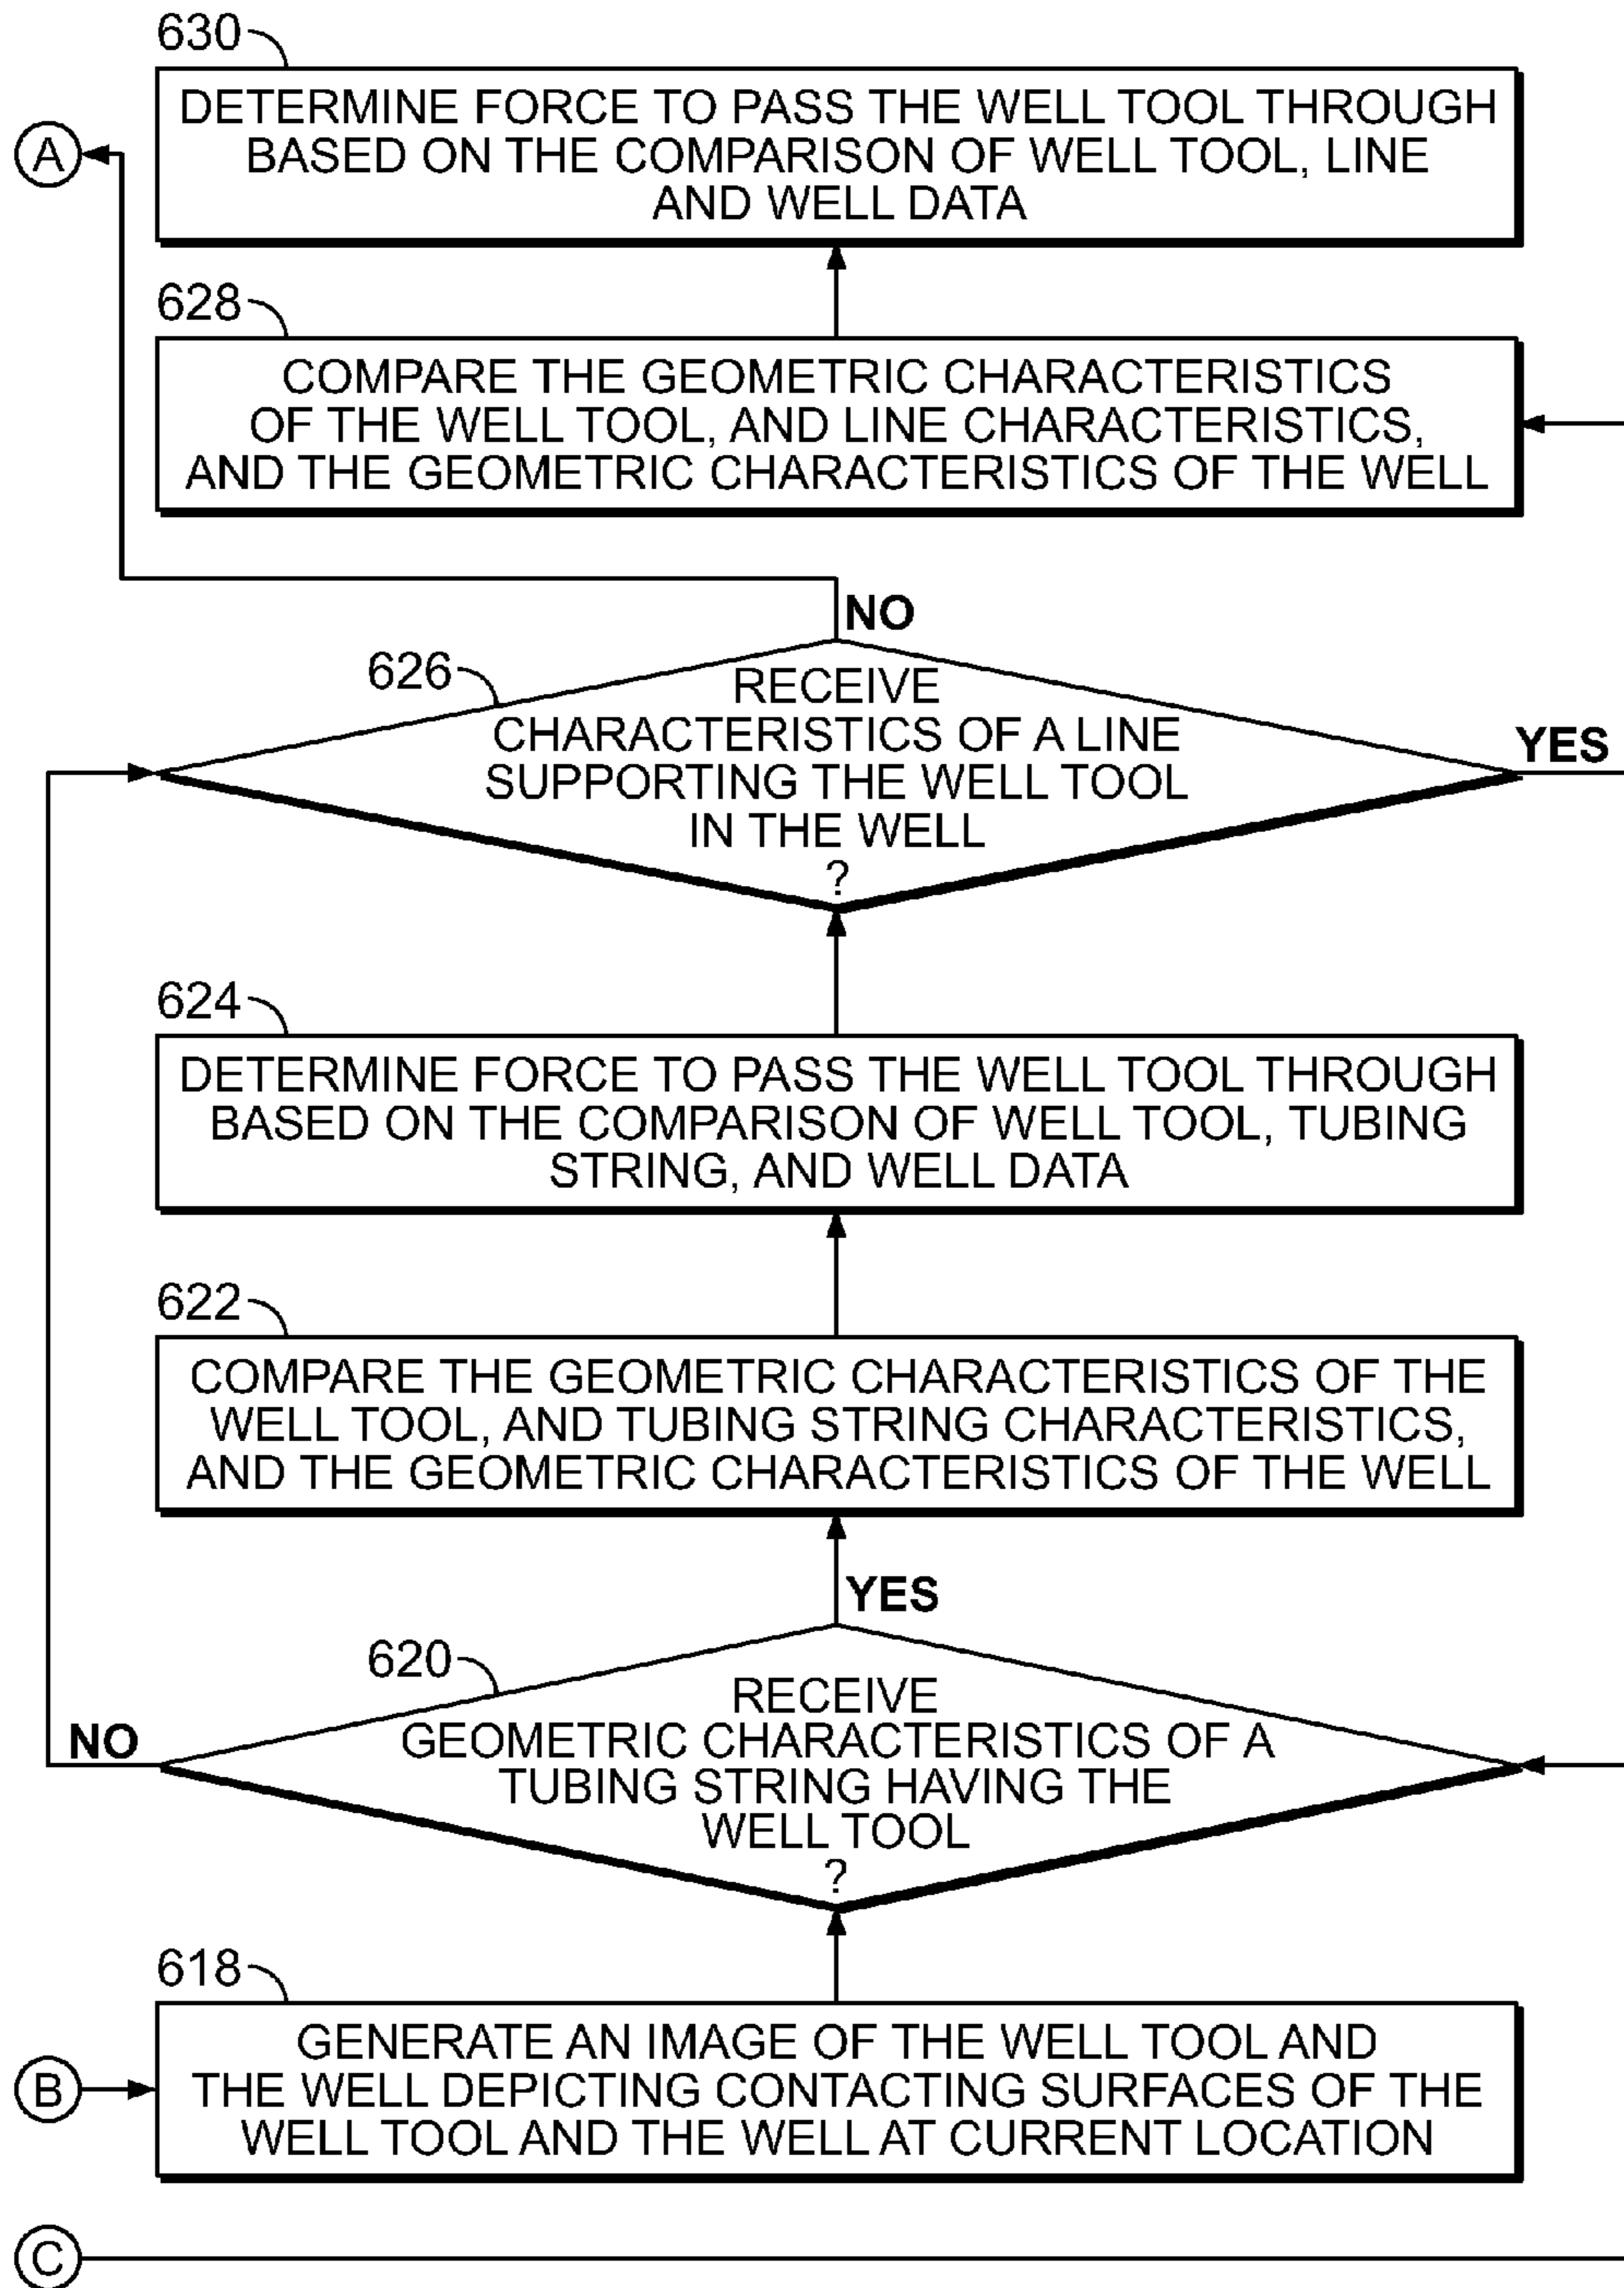 630
DETERMINE FORCE TO PASS THE WELL TOOL THROUGH
BASED ON THE COMPARISON OF WELL TOOL, LINE
AND WELL DATA
A
628
COMPARE THE GEOMETRIC CHARACTERISTICS
OF THE WELL TOOL, AND LINE CHARACTERISTICS,
AND THE GEOMETRIC CHARACTERISTICS OF THE WELL
NO
626
RECEIVE
CHARACTERISTICS OF A LINE
SUPPORTING THE WELL TOOL
IN THE WELL
?
YES
624
DETERMINE FORCE TO PASS THE WELL TOOL THROUGH
BASED ON THE COMPARISON OF WELL TOOL, TUBING
STRING, AND WELL DATA
622
COMPARE THE GEOMETRIC CHARACTERISTICS OF THE
WELL TOOL, AND TUBING STRING CHARACTERISTICS,
AND THE GEOMETRIC CHARACTERISTICS OF THE WELL
YES
620
NO
RECEIVE
GEOMETRIC CHARACTERISTICS OF A
TUBING STRING HAVING THE
WELL TOOL
?
618
GENERATE AN IMAGE OF THE WELL TOOL AND
THE WELL DEPICTING CONTACTING SURFACES OF THE
WELL TOOL AND THE WELL AT CURRENT LOCATION
B
C